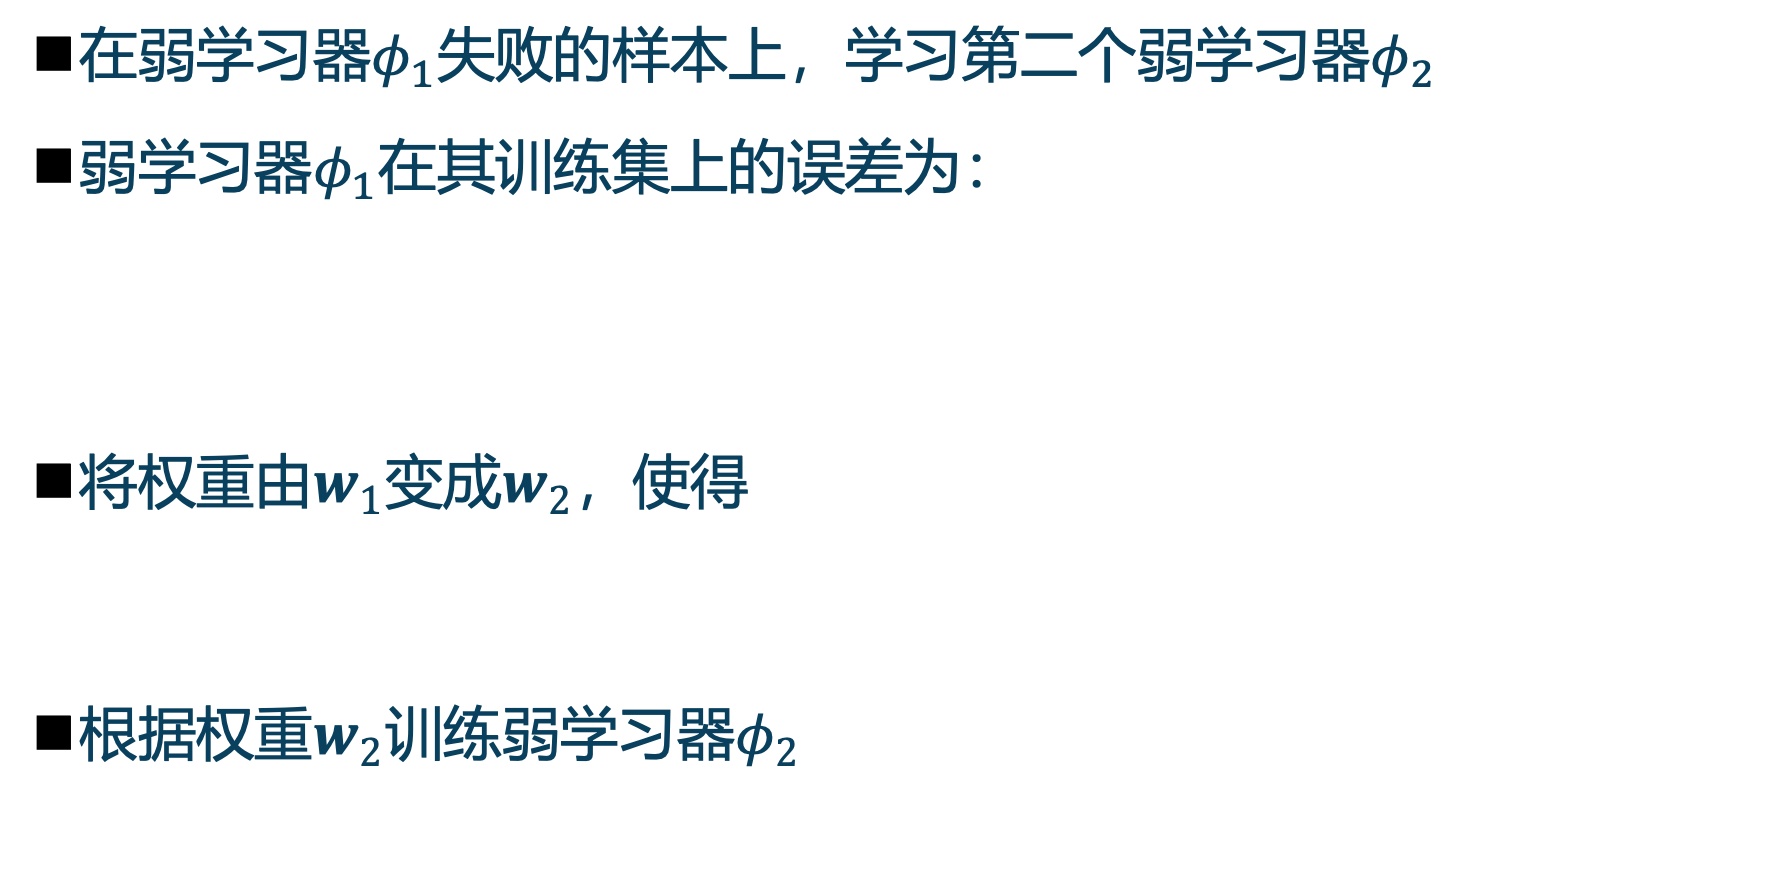 ■在弱学习器𝜙₁失败的样本上，学习第二个弱学习器𝜙₂
■弱学习器𝜙₁在其训练集上的误差为：
■将权重由𝒘₁变成𝒘₂，使得
■根据权重𝒘₂训练弱学习器𝜙₂